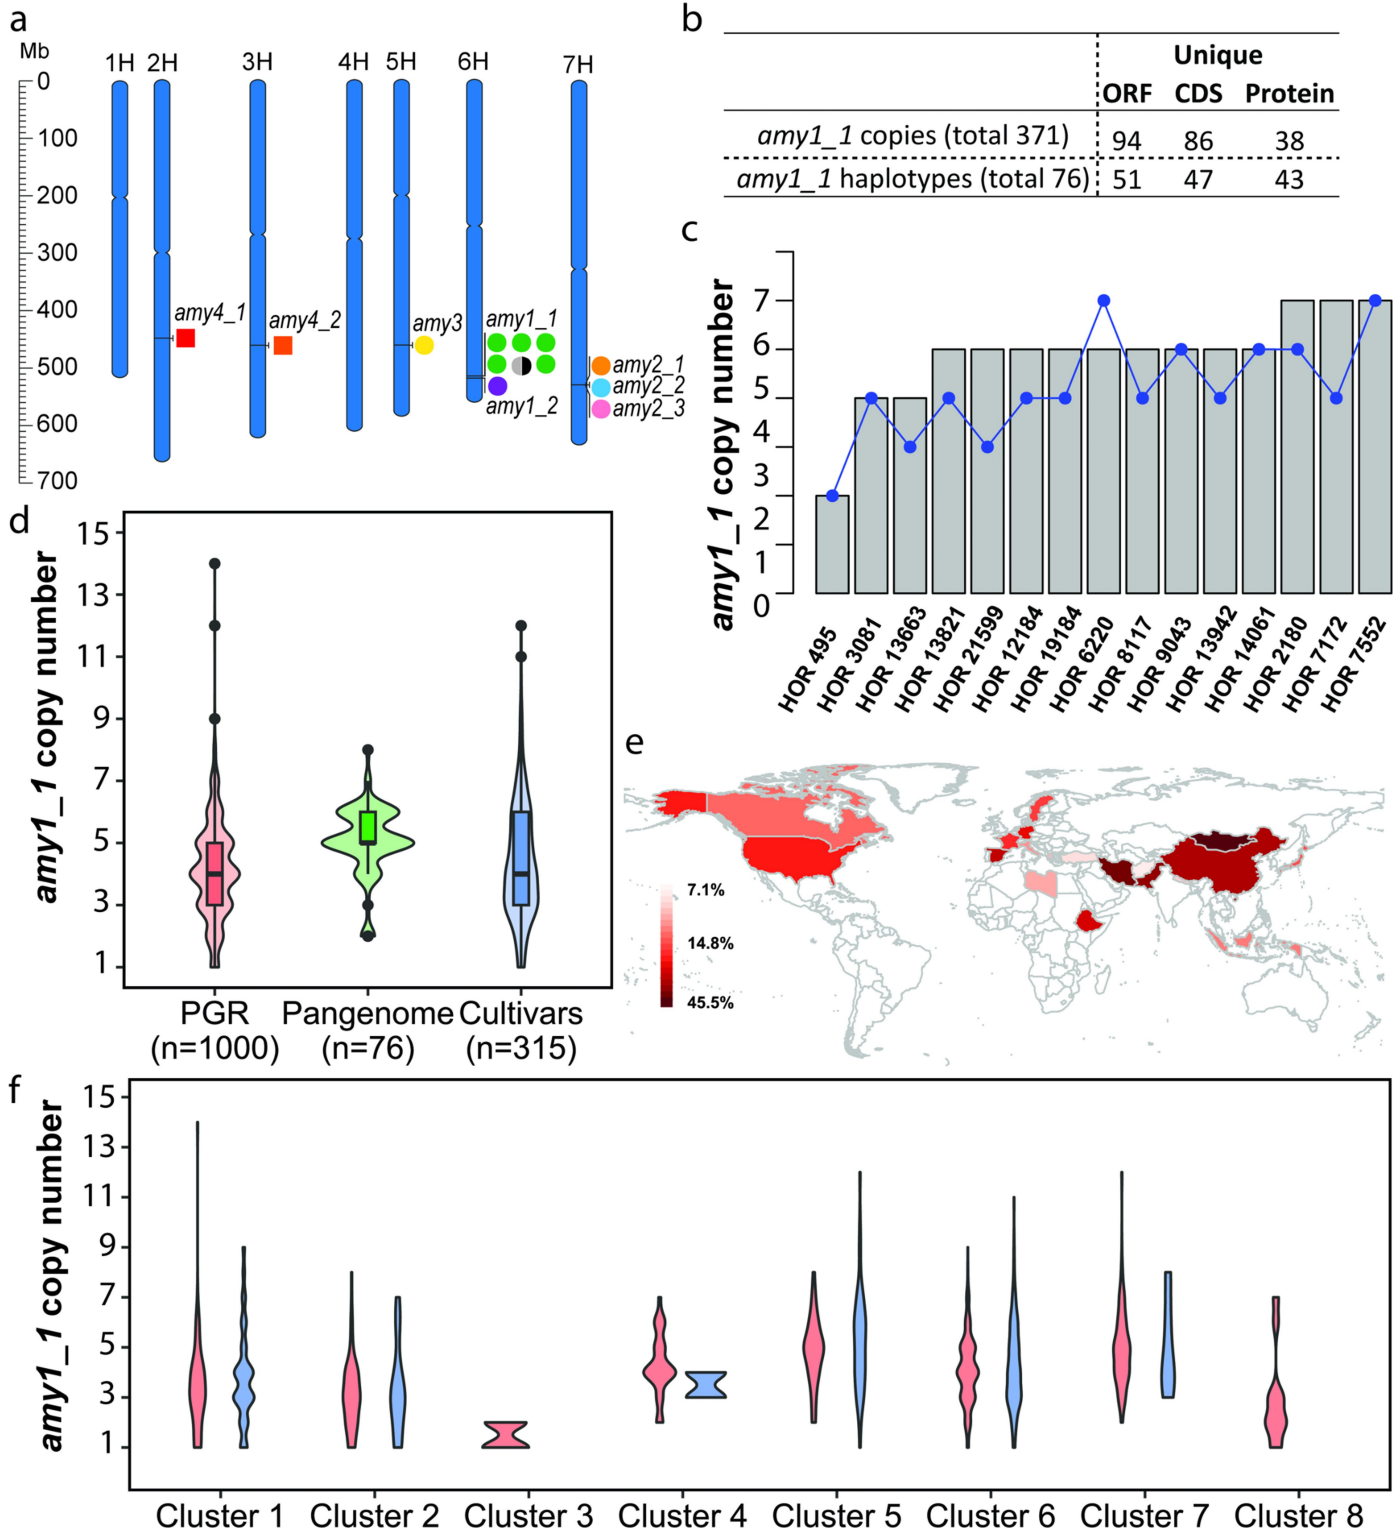 a
Mb
1H 2H 3H 4H 5H 6H 7H
0
100
200
300
400
500
600
700
amy4_1
amy4_2
amy3
amy1_1
amy1_2
amy2_1
amy2_2
amy2_3
b
Unique
ORF CDS Protein
amy1_1 copies (total 371) 94 86 38
amy1_1 haplotypes (total 76) 51 47 43
c
amy1_1 copy number
7
6
5
4
3
2
1
0
HOR 495
HOR 3081
HOR 13663
HOR 13821
HOR 21599
HOR 12184
HOR 19184
HOR 6220
HOR 8117
HOR 9043
HOR 13942
HOR 14061
HOR 2180
HOR 7172
HOR 7552
d
amy1_1 copy number
15
13
11
9
7
5
3
1
PGR Pangenome Cultivars
(n=1000) (n=76) (n=315)
e
7.1%
14.8%
45.5%
f
amy1_1 copy number
15
13
11
9
7
5
3
1
Cluster 1 Cluster 2 Cluster 3 Cluster 4 Cluster 5 Cluster 6 Cluster 7 Cluster 8